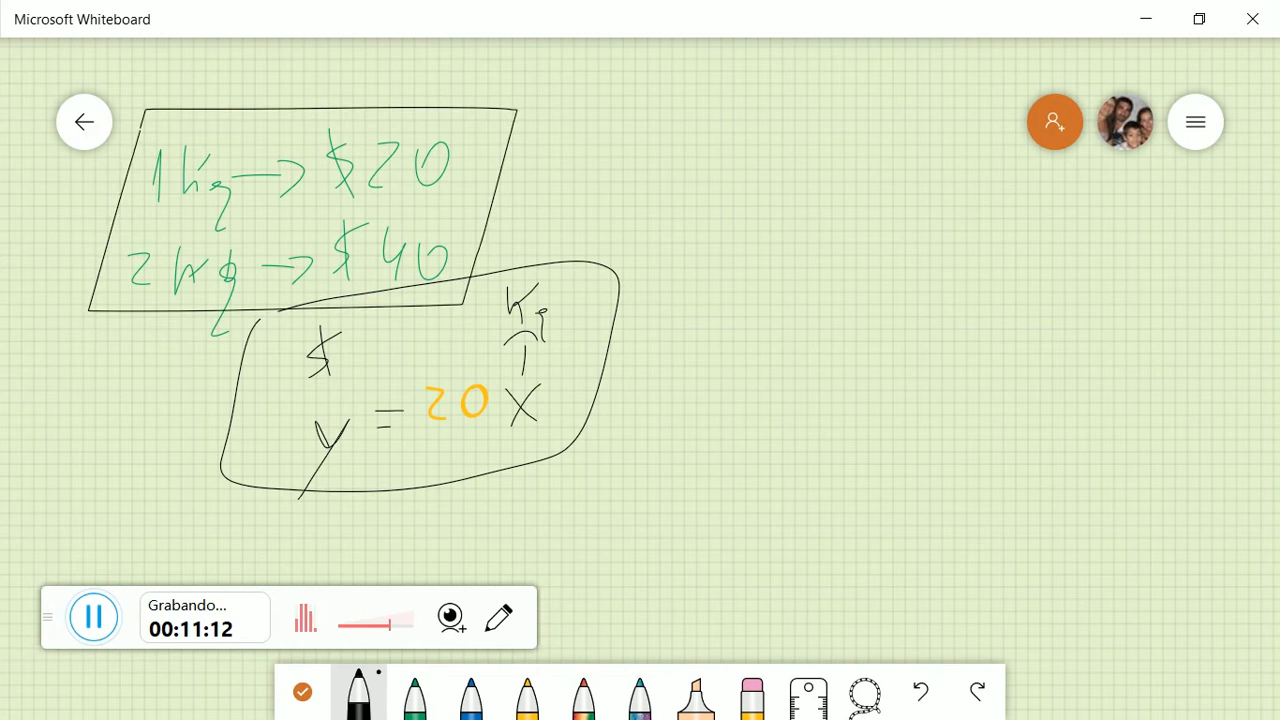 Microsoft Whiteboard
1 kg → $20
2 kg → $40
$ kg
y = 20 x
Grabando...
00:11:12